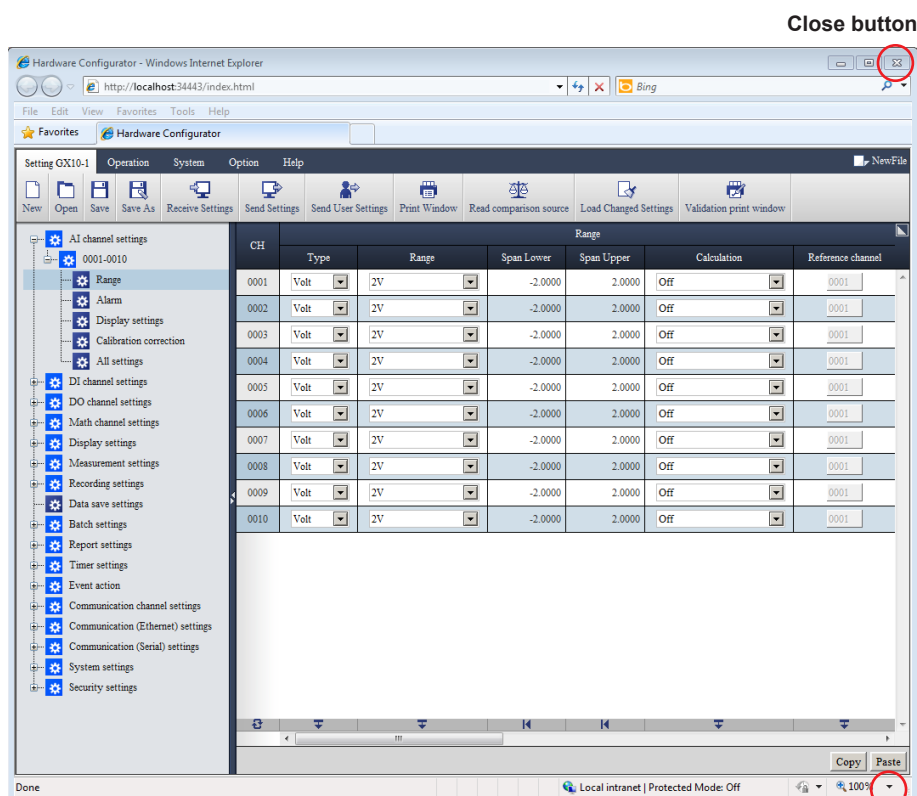 Close button
Hardware Configurator - Windows Internet Explorer
http://localhost:34443/index.html
Bing
File Edit View Favorites Tools Help
Favorites Hardware Configurator
Setting GX10-1 Operation System Option Help NewFile
New Open Save Save As Receive Settings Send Settings Send User Settings Print Window Read comparison source Load Changed Settings Validation print window
AI channel settings
0001-0010
Range
Alarm
Display settings
Calibration correction
All settings
DI channel settings
DO channel settings
Math channel settings
Display settings
Measurement settings
Recording settings
Data save settings
Batch settings
Report settings
Timer settings
Event action
Communication channel settings
Communication (Ethernet) settings
Communication (Serial) settings
System settings
Security settings
CH Range
Type Range Span Lower Span Upper Calculation Reference channel
0001 Volt 2V -2.0000 2.0000 Off 0001
0002 Volt 2V -2.0000 2.0000 Off 0001
0003 Volt 2V -2.0000 2.0000 Off 0001
0004 Volt 2V -2.0000 2.0000 Off 0001
0005 Volt 2V -2.0000 2.0000 Off 0001
0006 Volt 2V -2.0000 2.0000 Off 0001
0007 Volt 2V -2.0000 2.0000 Off 0001
0008 Volt 2V -2.0000 2.0000 Off 0001
0009 Volt 2V -2.0000 2.0000 Off 0001
0010 Volt 2V -2.0000 2.0000 Off 0001
Copy Paste
Done Local intranet | Protected Mode: Off 100%